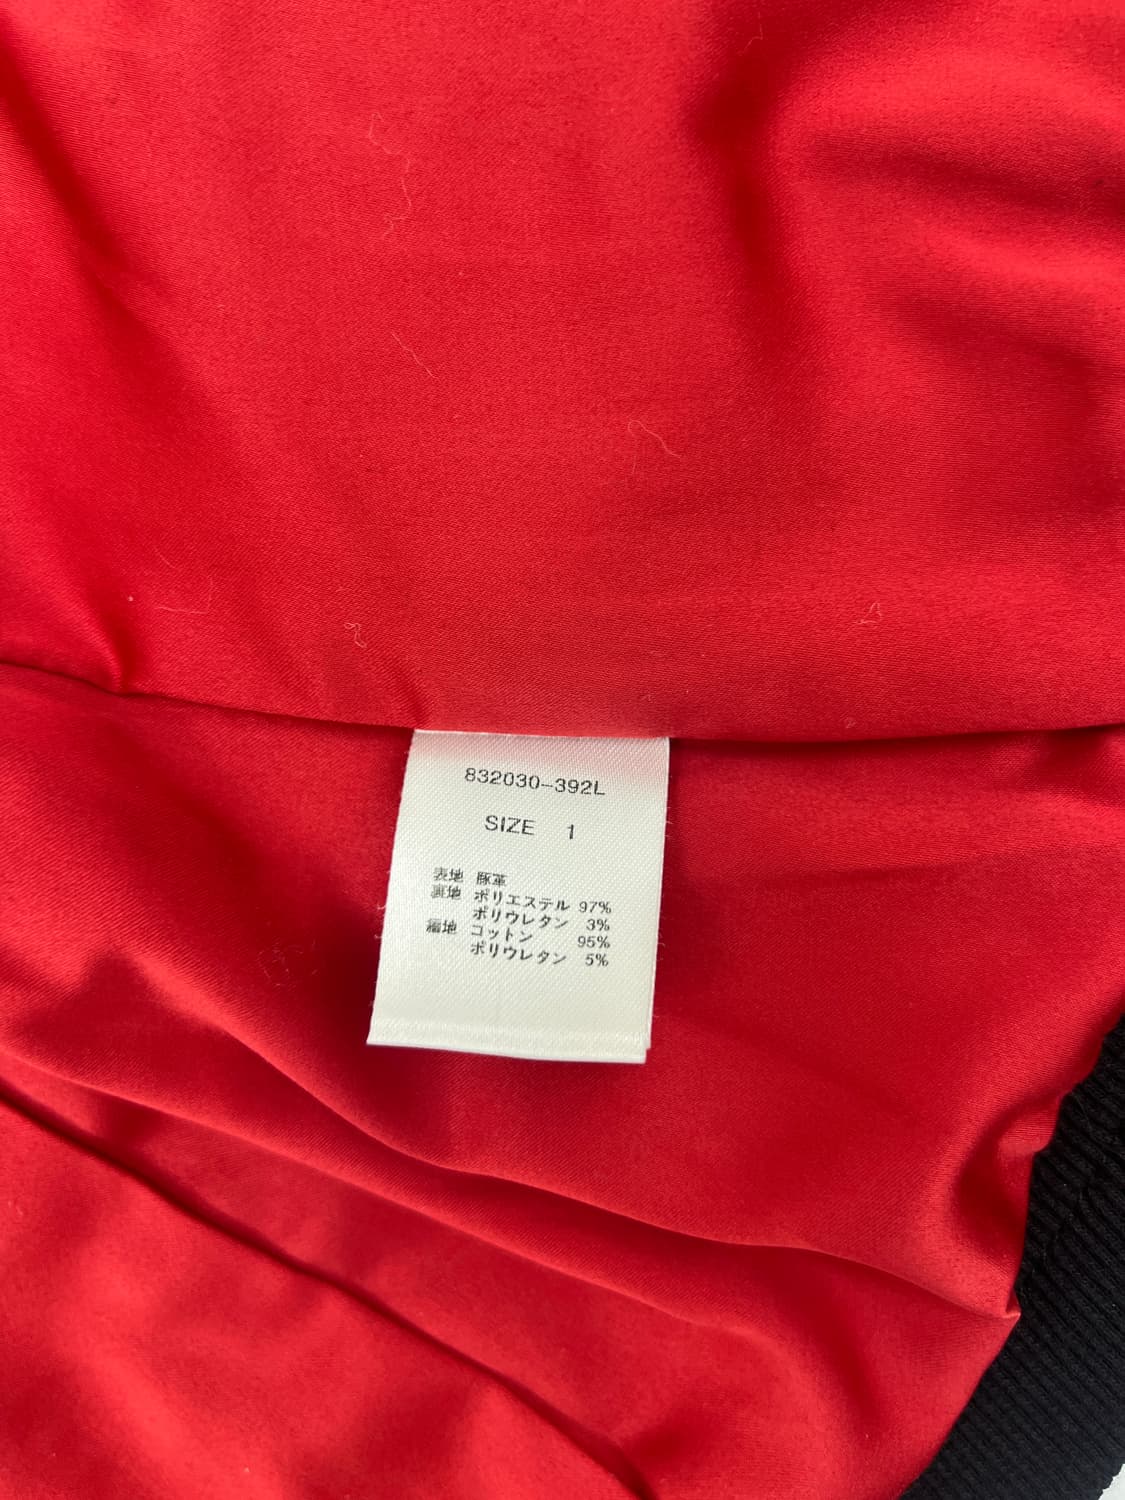 832030-392L
SIZE 1
表地 豚革
裏地 ポリエステル 97%
ポリウレタン 3%
編地 コットン 95%
ポリウレタン 5%